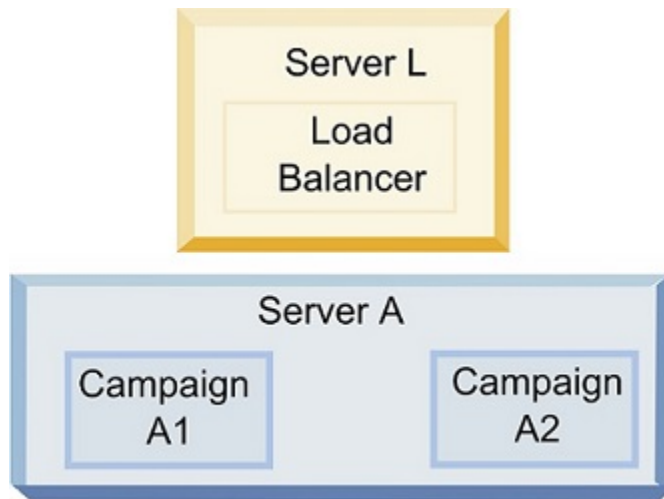 Server L
Load
Balancer
Server A
Campaign
A1
Campaign
A2